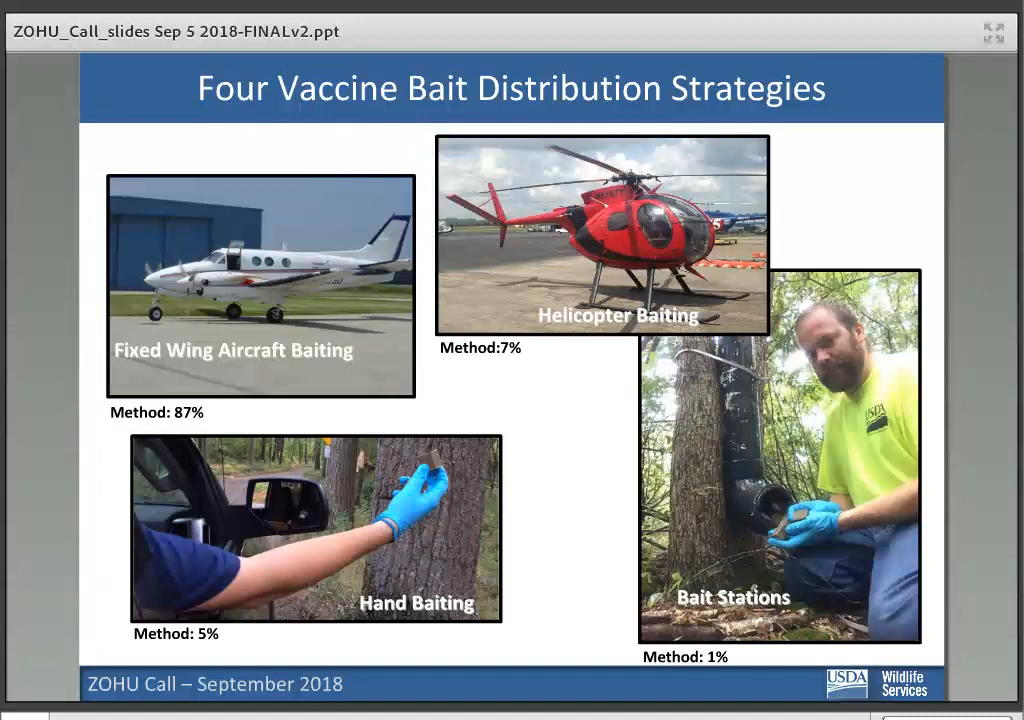 ZOHU_Call_slides Sep 5 2018-FINALv2.ppt
Four Vaccine Bait Distribution Strategies
Fixed Wing Aircraft Baiting
Method: 87%
Helicopter Baiting
Method:7%
Hand Baiting
Method: 5%
USDA
Bait Stations
Method: 1%
ZOHU Call – September 2018
USDA
Wildlife
Services